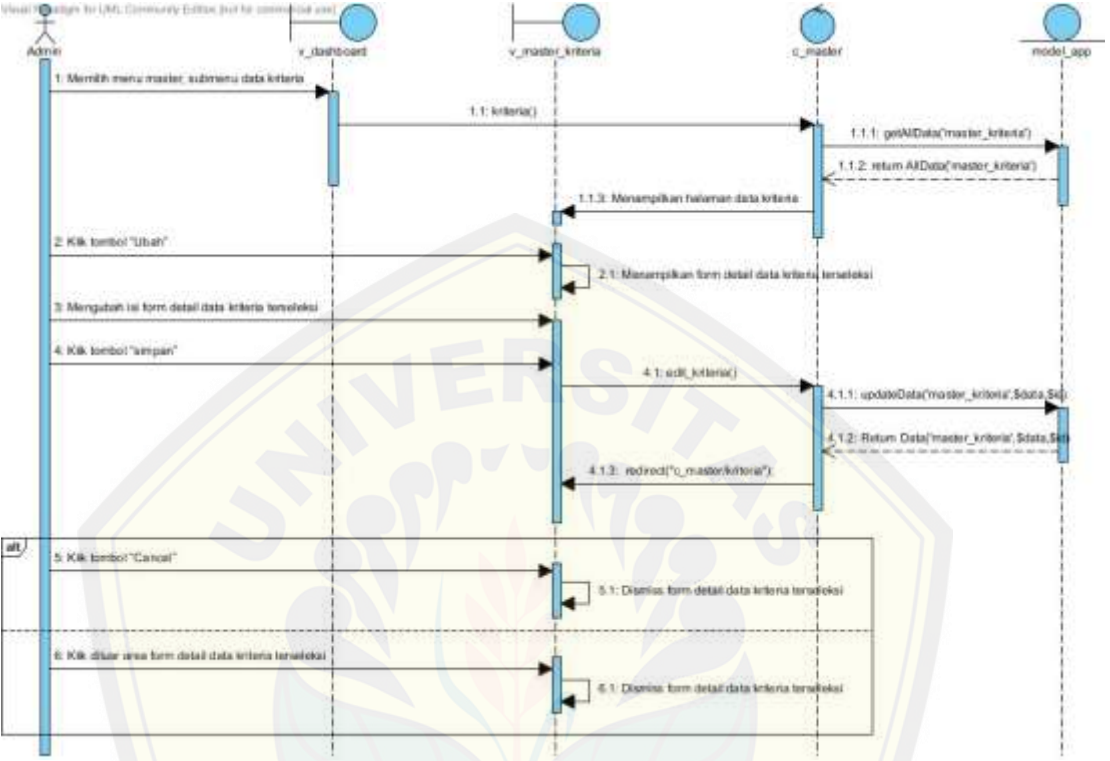 Visual Paradigm for UML Community Edition [not for commercial use]
Admin
v_dashboard
v_master_kriteria
c_master
model_app
1: Memilih menu master, submenu data kriteria
1.1: kriteria()
1.1.1: getAllData('master_kriteria')
1.1.2: return AllData('master_kriteria')
1.1.3: Menampilkan halaman data kriteria
2: Klik tombol "Ubah"
2.1: Menampilkan form detail data kriteria terseleksi
3: Mengubah isi form detail data kriteria terseleksi
4: Klik tombol "simpan"
4.1: edit_kriteria()
4.1.1: updateData('master_kriteria',$data,$id)
4.1.2: Return Data('master_kriteria',$data,$id)
4.1.3: redirect("c_master/kriteria");
alt
5: Klik tombol "Cancel"
5.1: Dismiss form detail data kriteria terseleksi
6: Klik diluar area form detail data kriteria terseleksi
6.1: Dismiss form detail data kriteria terseleksi
UNIVERSITAS